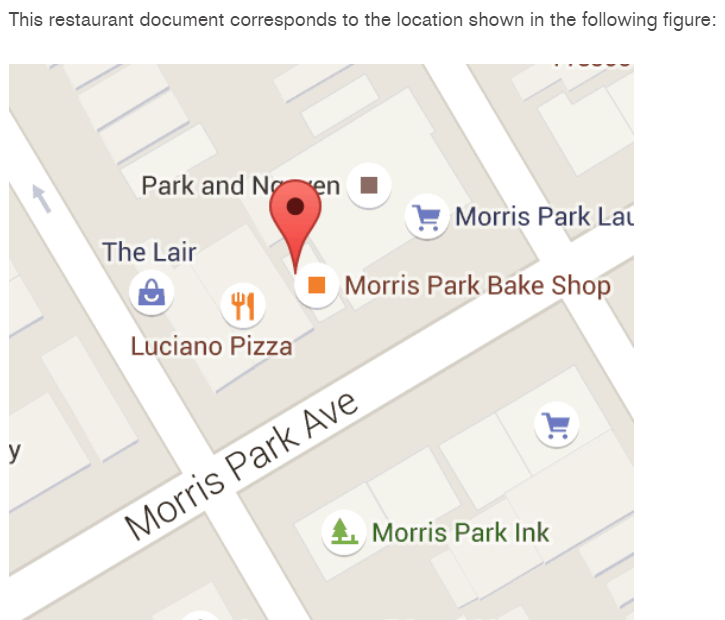 This restaurant document corresponds to the location shown in the following figure:
Park and
Morris Park
The Lair
Morris Park Bake Shop
Luciano Pizza
Morris Park Ave
y
Morris Park Ink